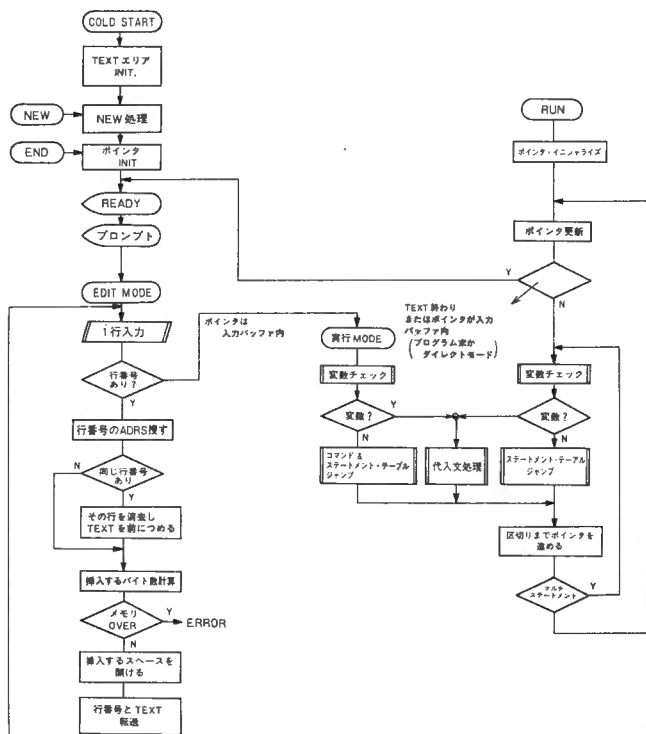 COLD START
TEXTエリア
INIT.
NEW
NEW処理
END
ポインタ
INIT
READY
プロンプト
EDIT MODE
1行入力
行番号
あり?
Y
行番号のADRS捜す
N
同じ行番号
あり
Y
その行を消去し
TEXTを前につめる
挿入するバイト数計算
メモリ
OVER
Y
ERROR
N
挿入するスペースを
開ける
行番号とTEXT
転送
ポインタは
入力バッファ内
実行MODE
変数チェック
変数?
Y
N
コマンド&
ステートメント・テーブル
ジャンプ
代入文処理
TEXT終わり
またはポインタが入力
バッファ内
(プログラム末か
ダイレクトモード)
RUN
ポインタ・イニシャライズ
ポインタ更新
Y
N
変数チェック
変数?
N
ステートメント・テーブル
ジャンプ
区切りまでポインタを
進める
マルチ
ステートメント
Y